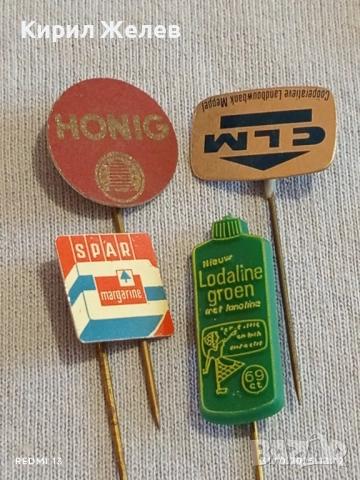 Кирил Желев
HONIG
Coöperatieve Landbouwbank Meppel
CLM
SPAR
margarine
Nieuw
Lodaline
groen
met lanoline
69
ct
REDMI 13